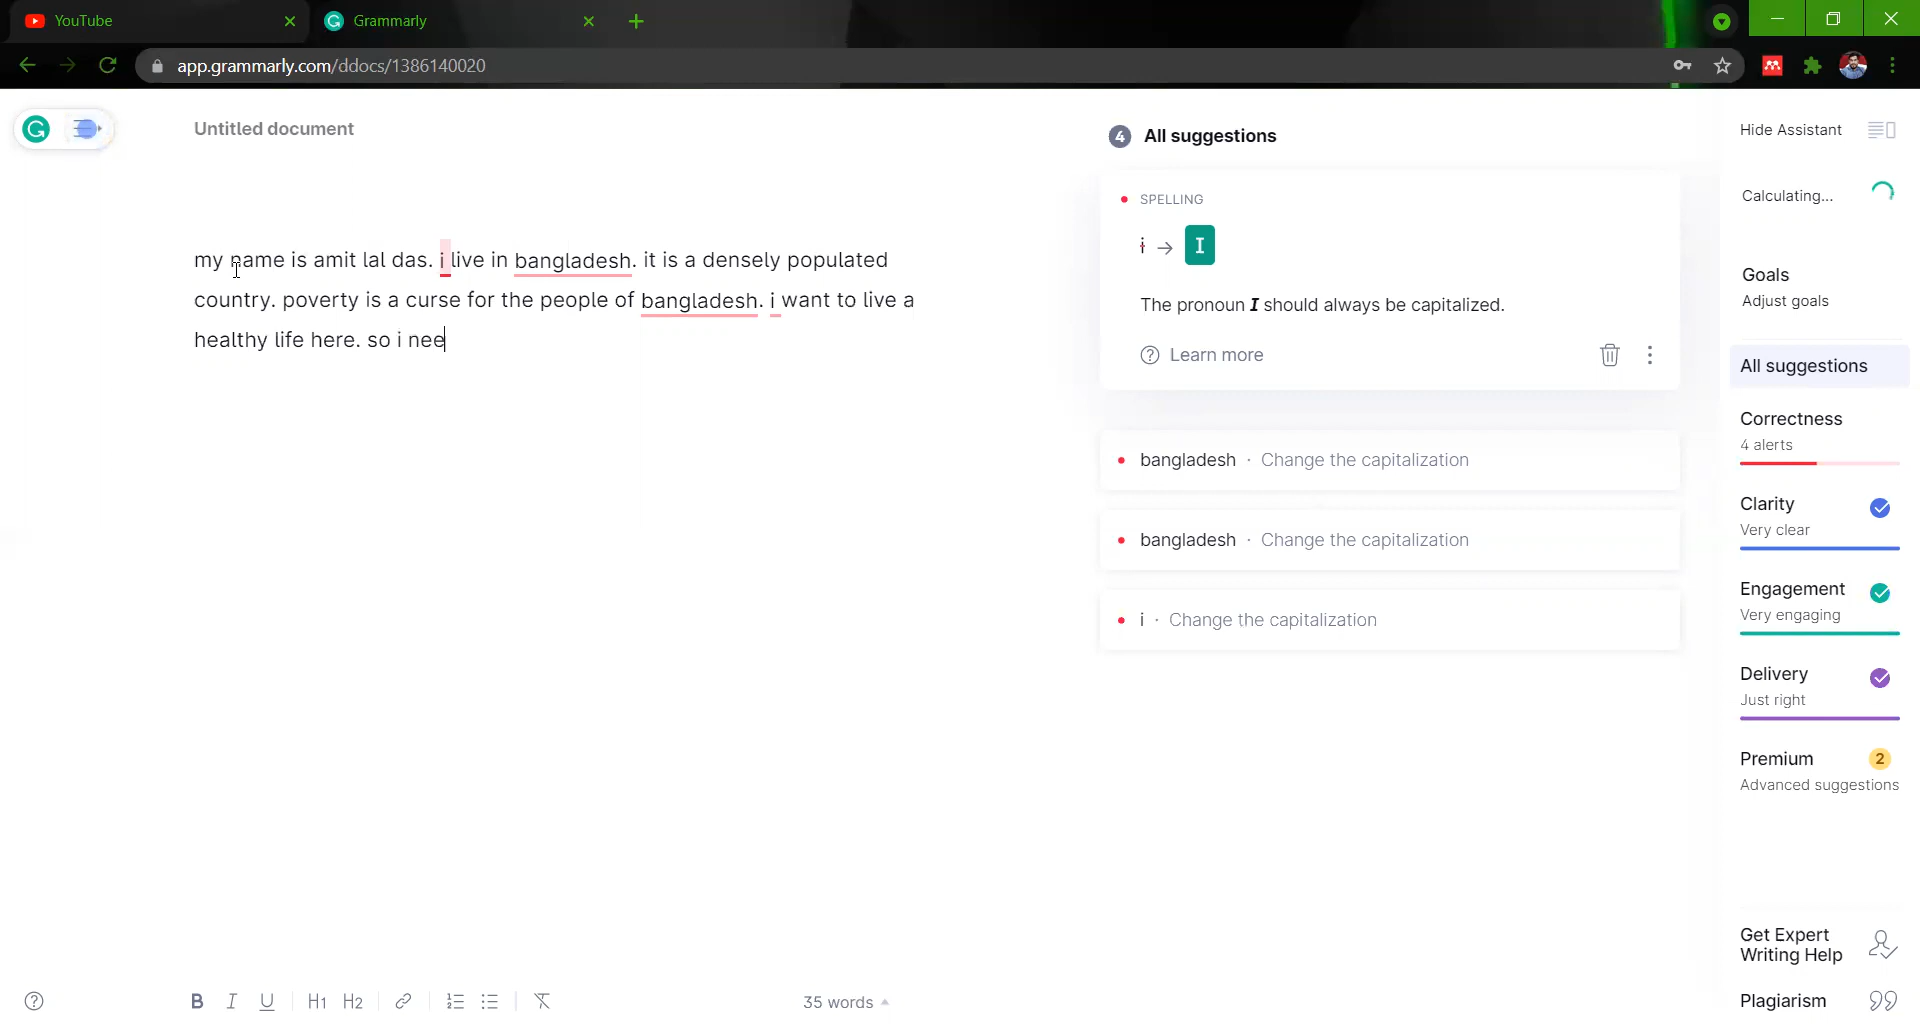 YouTube
Grammarly
app.grammarly.com/ddocs/1386140020
Untitled document
my name is amit lal das. i live in bangladesh. it is a densely populated
country. poverty is a curse for the people of bangladesh. i want to live a
healthy life here. so i nee
B I U H1 H2
35 words
4 All suggestions
SPELLING
i → I
The pronoun I should always be capitalized.
Learn more
bangladesh · Change the capitalization
bangladesh · Change the capitalization
i · Change the capitalization
Hide Assistant
Calculating...
Goals
Adjust goals
All suggestions
Correctness
4 alerts
Clarity
Very clear
Engagement
Very engaging
Delivery
Just right
Premium 2
Advanced suggestions
Get Expert
Writing Help
Plagiarism